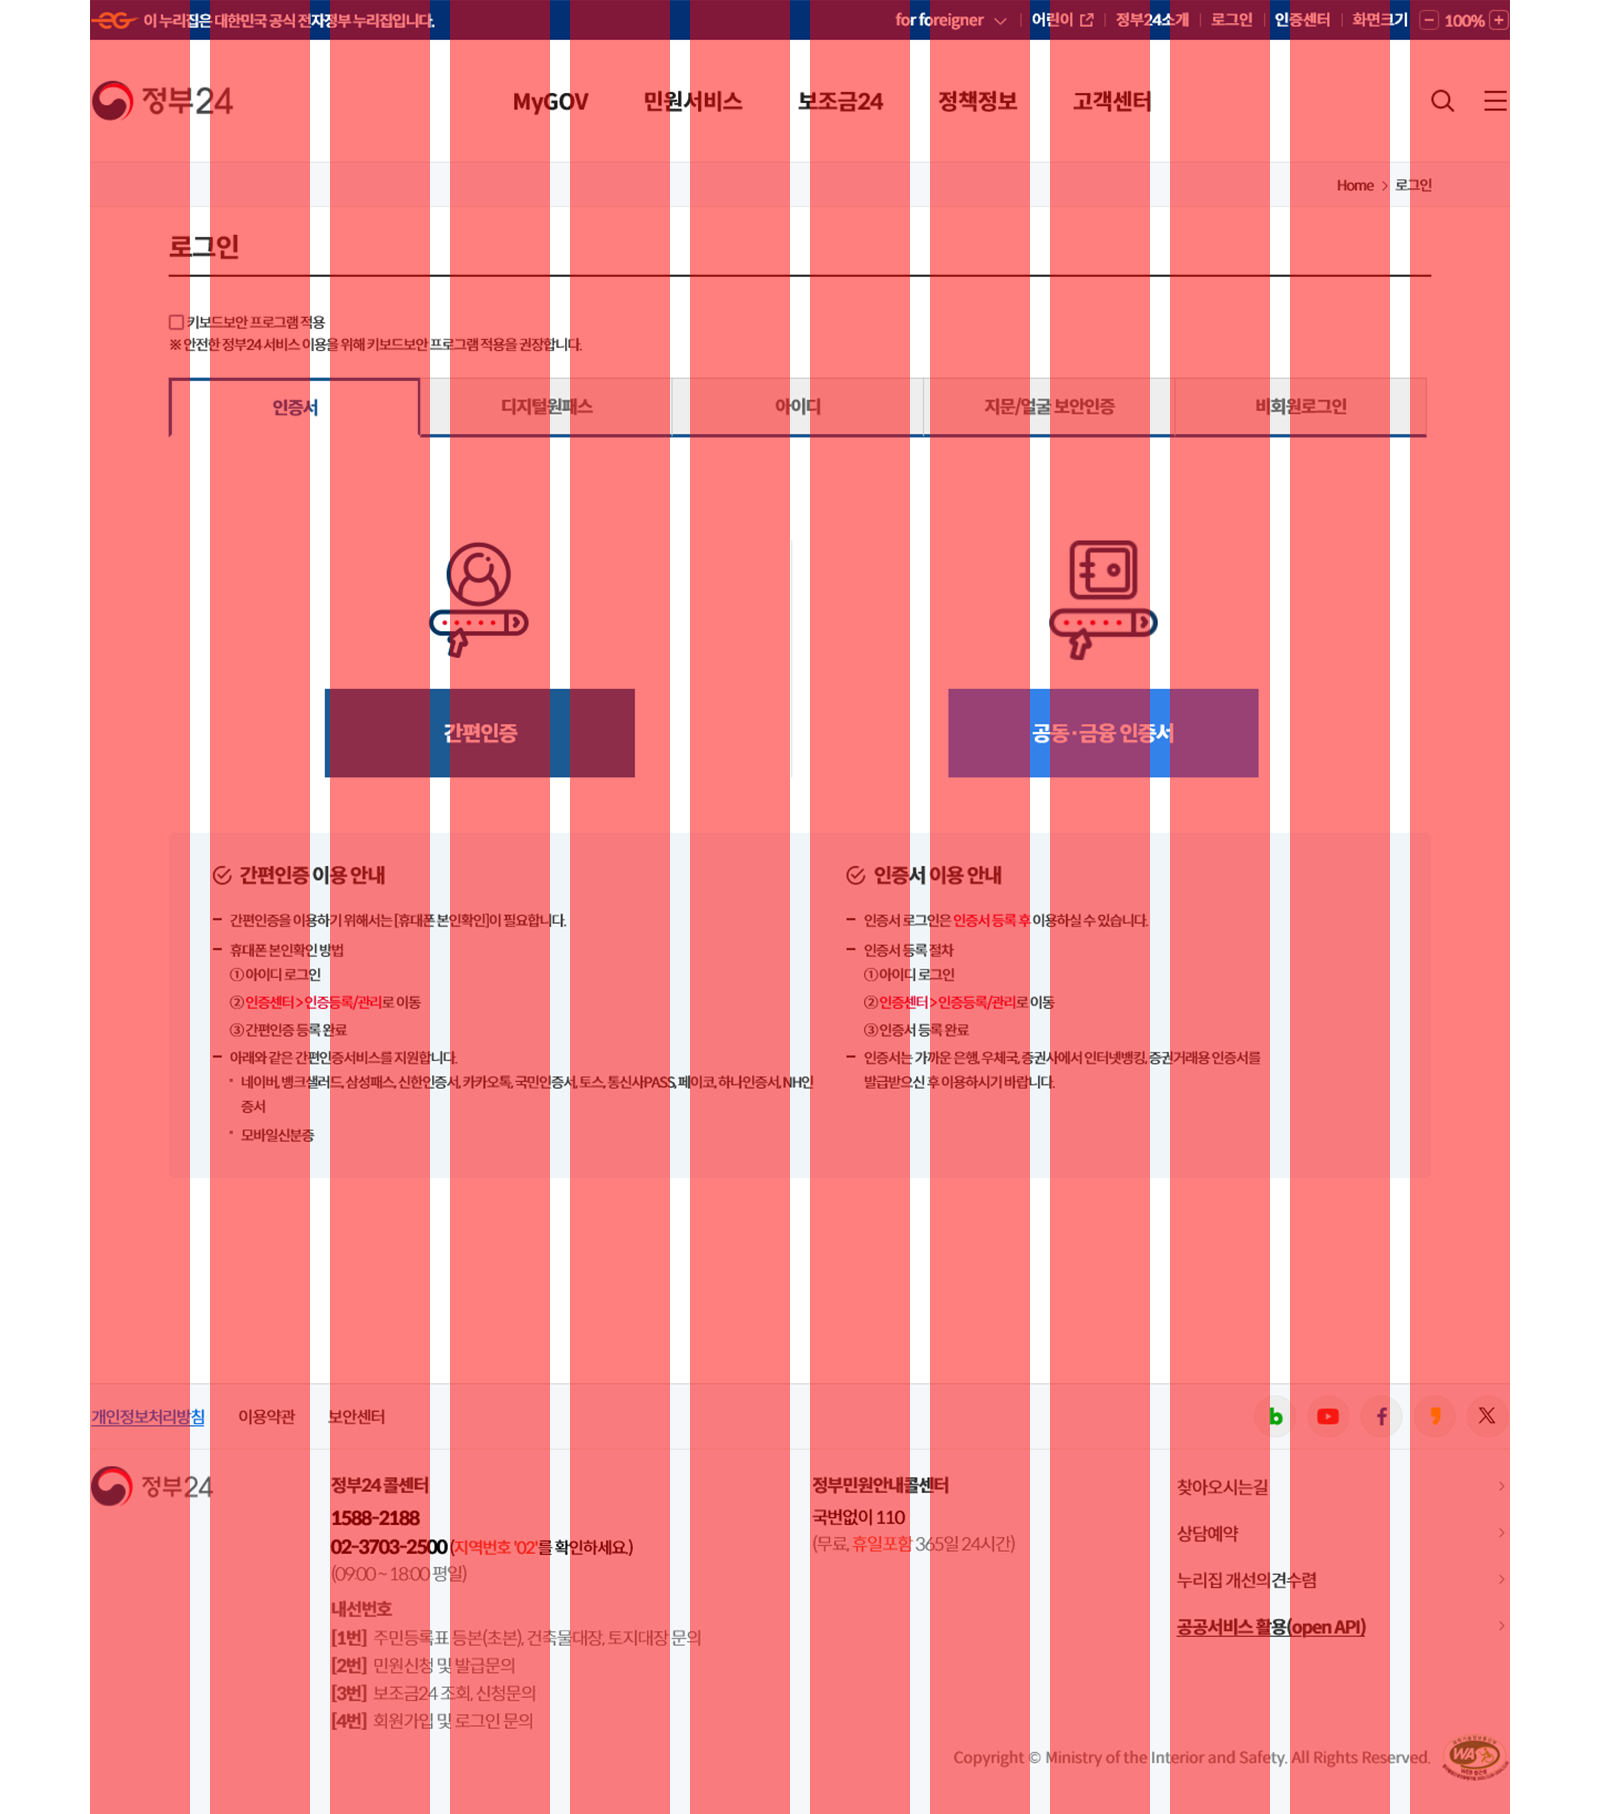 이 누리집은 대한민국 공식 전자정부 누리집입니다.
for foreigner 어린이 정부24소개 로그인 인증센터 화면크기 100%
정부24
MyGOV 민원서비스 보조금24 정책정보 고객센터
Home > 로그인
로그인
키보드보안 프로그램 적용
※ 안전한 정부24 서비스 이용을 위해 키보드보안 프로그램 적용을 권장합니다.
인증서 디지털원패스 아이디 지문/얼굴 보안인증 비회원로그인
간편인증
공동·금융 인증서
간편인증 이용 안내
간편인증을 이용하기 위해서는 [휴대폰 본인확인]이 필요합니다.
휴대폰 본인확인 방법
① 아이디 로그인
② 인증센터 > 인증등록/관리로 이동
③ 간편인증 등록 완료
아래와 같은 간편인증서비스를 지원합니다.
네이버, 뱅크샐러드, 삼성패스, 신한인증서, 카카오톡, 국민인증서, 토스, 통신사PASS, 페이코, 하나인증서, NH인
증서
모바일신분증
인증서 이용 안내
인증서 로그인은 인증서 등록 후 이용하실 수 있습니다.
인증서 등록 절차
① 아이디 로그인
② 인증센터 > 인증등록/관리로 이동
③ 인증서 등록 완료
인증서는 가까운 은행, 우체국, 증권사에서 인터넷뱅킹, 증권거래용 인증서를
발급받으신 후 이용하시기 바랍니다.
개인정보처리방침 이용약관 보안센터
정부24
정부24 콜센터
1588-2188
02-3703-2500 (지역번호 '02'를 확인하세요.)
(09:00 ~ 18:00 평일)
내선번호
[1번] 주민등록표 등본(초본), 건축물대장, 토지대장 문의
[2번] 민원신청 및 발급문의
[3번] 보조금24 조회, 신청문의
[4번] 회원가입 및 로그인 문의
정부민원안내콜센터
국번없이 110
(무료, 휴일포함 365일 24시간)
찾아오시는길
상담예약
누리집 개선의견수렴
공공서비스 활용(open API)
Copyright © Ministry of the Interior and Safety. All Rights Reserved.
WA